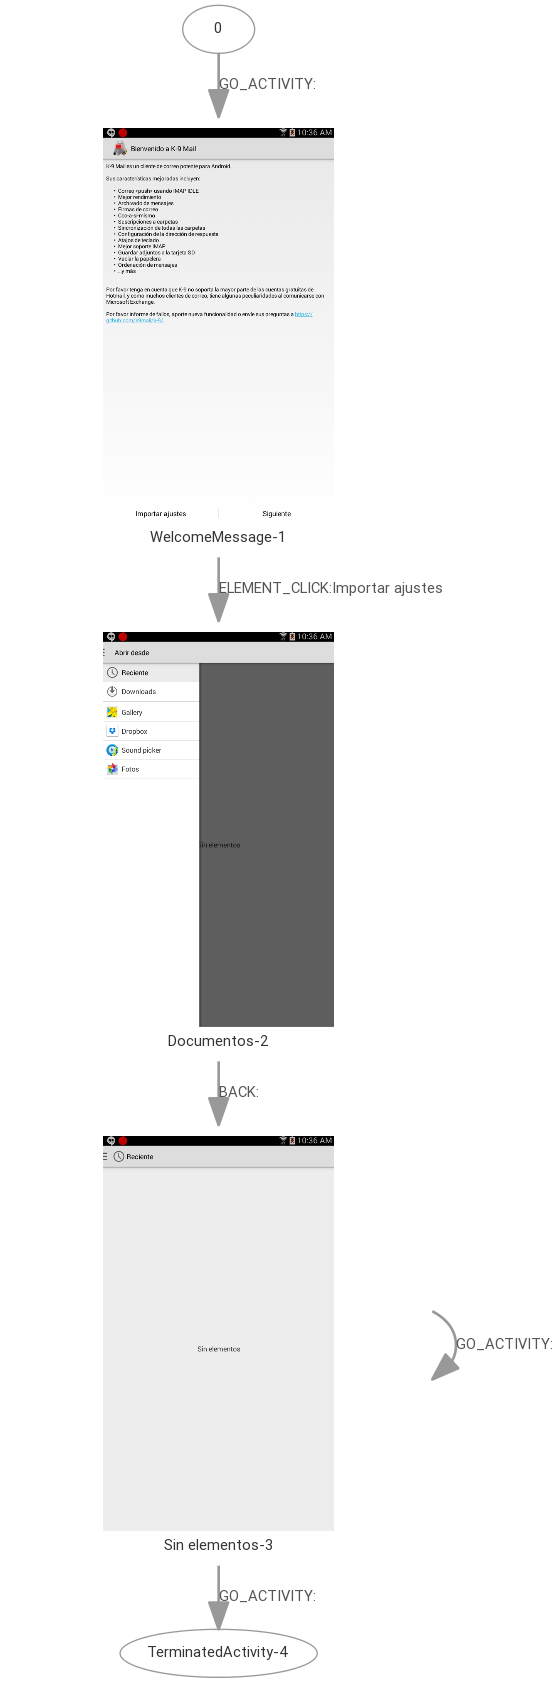 0
GO_ACTIVITY:
10:36 AM
Bienvenido a K-9 Mail
K-9 Mail es un cliente de correo potente para Android.
Sus características mejoradas incluyen:
• Correo «push» usando IMAP IDLE
• Mejor rendimiento
• Archivado de mensajes
• Firmas de correo
• Cco-a-sí-mismo
• Suscripciones a carpetas
• Sincronización de todas las carpetas
• Configuración de la dirección de respuesta
• Atajos de teclado
• Mejor soporte IMAP
• Guardar adjuntos a la tarjeta SD
• Vaciar la papelera
• Ordenación de mensajes
• ...y más
Por favor tenga en cuenta que K-9 no soporta la mayor parte de las cuentas gratuitas de
Hotmail y, como muchos clientes de correo, tiene algunas peculiaridades al comunicarse con
Microsoft Exchange.
Por favor informe de fallos, aporte nueva funcionalidad o envíe sus preguntas a https://
github.com/k9mail/k-9/.
Importar ajustes Siguiente
WelcomeMessage-1
ELEMENT_CLICK:Importar ajustes
10:36 AM
Abrir desde
Reciente
Downloads
Gallery
Dropbox
Sound picker
Fotos
Sin elementos
Documentos-2
BACK:
10:36 AM
Reciente
Sin elementos
GO_ACTIVITY:
Sin elementos-3
GO_ACTIVITY:
TerminatedActivity-4